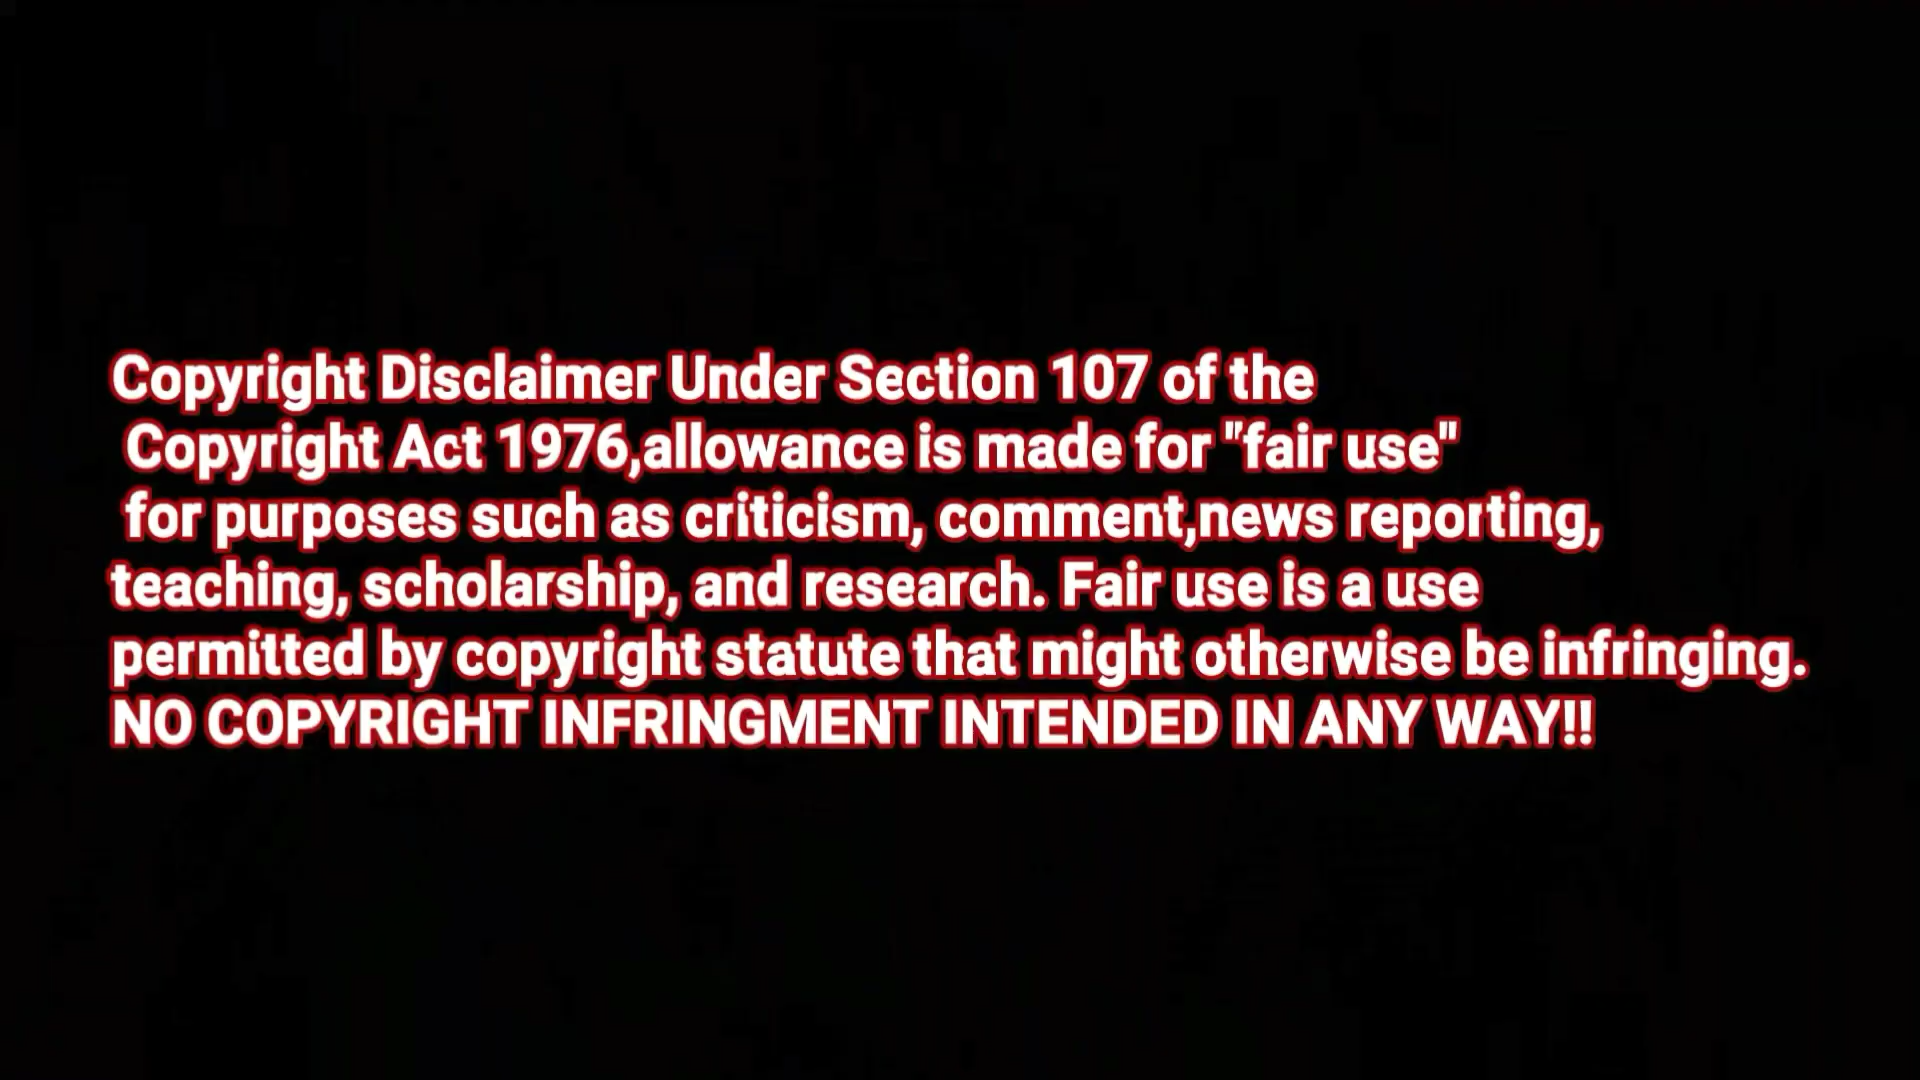 Copyright Disclaimer Under Section 107 of the
Copyright Act 1976,allowance is made for "fair use"
for purposes such as criticism, comment,news reporting,
teaching, scholarship, and research. Fair use is a use
permitted by copyright statute that might otherwise be infringing.
NO COPYRIGHT INFRINGMENT INTENDED IN ANY WAY!!